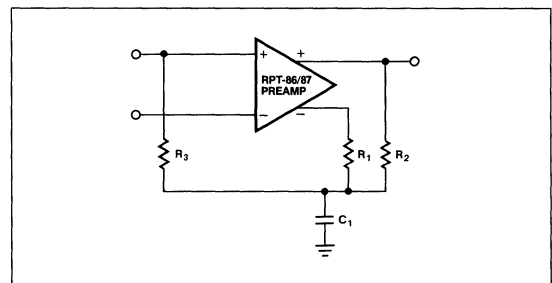 +
+
RPT-86/87
PREAMP
−
−
R3
R1
R2
C1